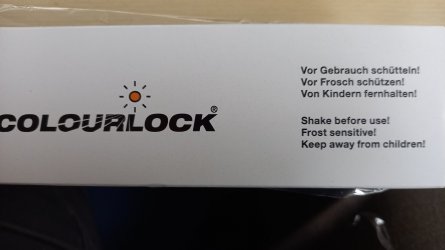 COLOURLOCK®
Vor Gebrauch schütteln!
Vor Frosch schützen!
Von Kindern fernhalten!
Shake before use!
Frost sensitive!
Keep away from children!